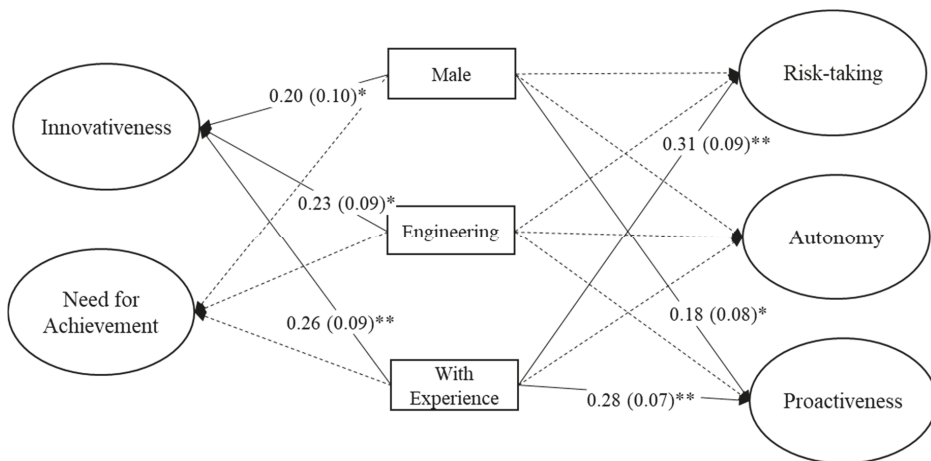 Male
Risk-taking
0.20 (0.10)*
Innovativeness
0.31 (0.09)**
0.23 (0.09)*
Engineering
Autonomy
Need for
Achievement
0.26 (0.09)**
0.18 (0.08)*
With
Experience
0.28 (0.07)**
Proactiveness